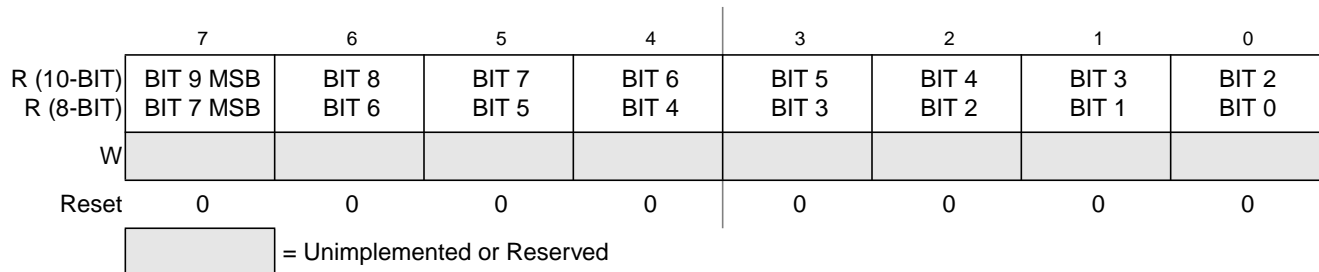 7 6 5 4 3 2 1 0
R (10-BIT) BIT 9 MSB BIT 8 BIT 7 BIT 6 BIT 5 BIT 4 BIT 3 BIT 2
R (8-BIT) BIT 7 MSB BIT 6 BIT 5 BIT 4 BIT 3 BIT 2 BIT 1 BIT 0
W
Reset 0 0 0 0 0 0 0 0
= Unimplemented or Reserved